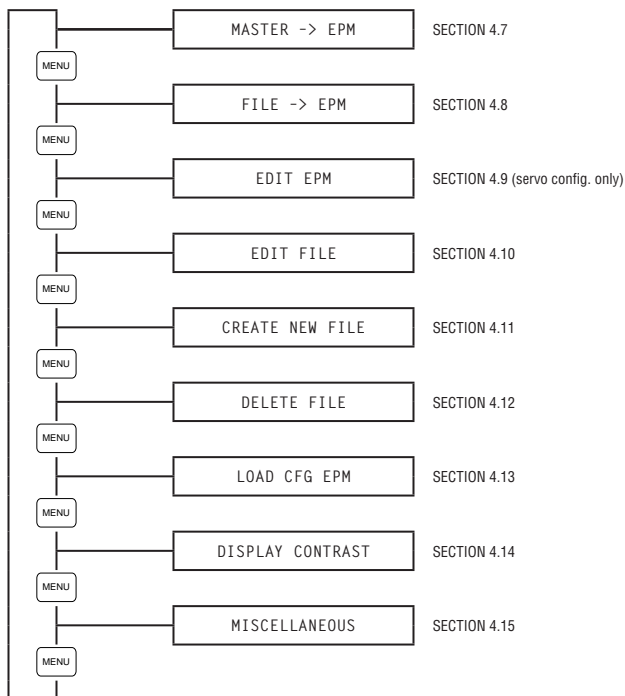 MASTER -> EPM SECTION 4.7
MENU
FILE -> EPM SECTION 4.8
MENU
EDIT EPM SECTION 4.9 (servo config. only)
MENU
EDIT FILE SECTION 4.10
MENU
CREATE NEW FILE SECTION 4.11
MENU
DELETE FILE SECTION 4.12
MENU
LOAD CFG EPM SECTION 4.13
MENU
DISPLAY CONTRAST SECTION 4.14
MENU
MISCELLANEOUS SECTION 4.15
MENU